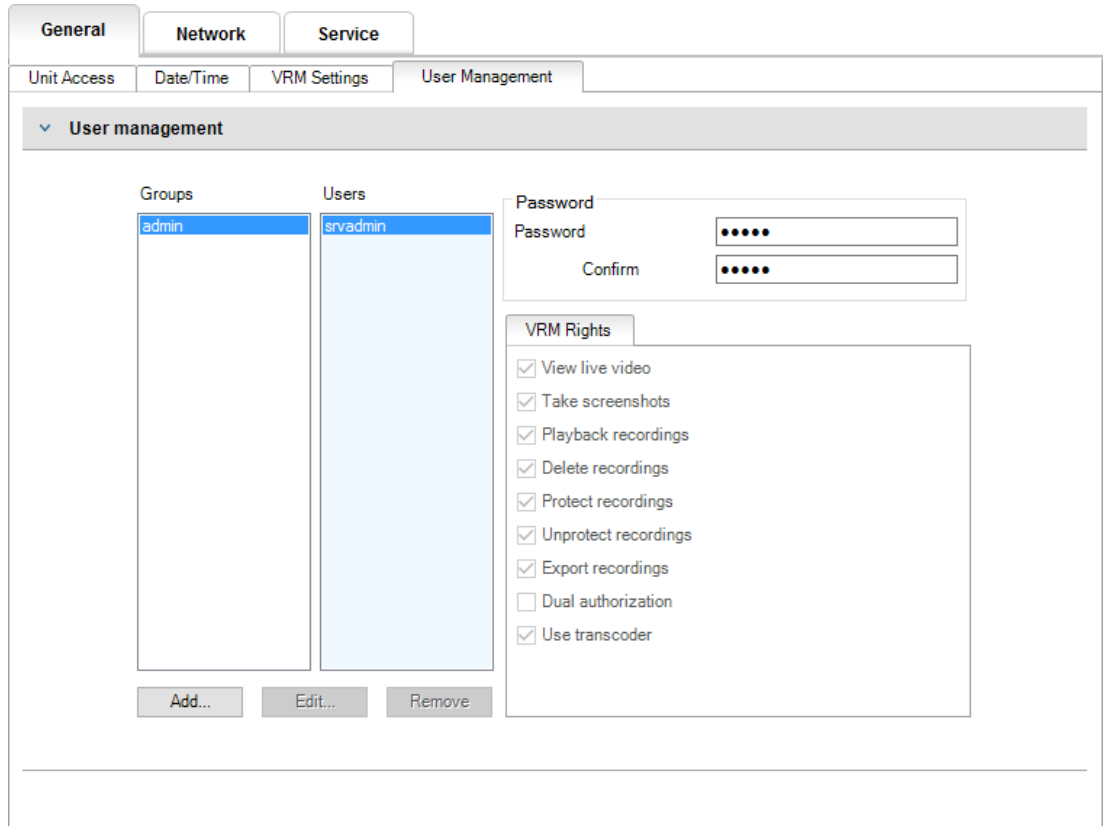 General Network Service
Unit Access Date/Time VRM Settings User Management
User management
Groups Users
admin
srvadmin
Password
Password
•••••
Confirm
•••••
VRM Rights
View live video
Take screenshots
Playback recordings
Delete recordings
Protect recordings
Unprotect recordings
Export recordings
Dual authorization
Use transcoder
Add... Edit... Remove